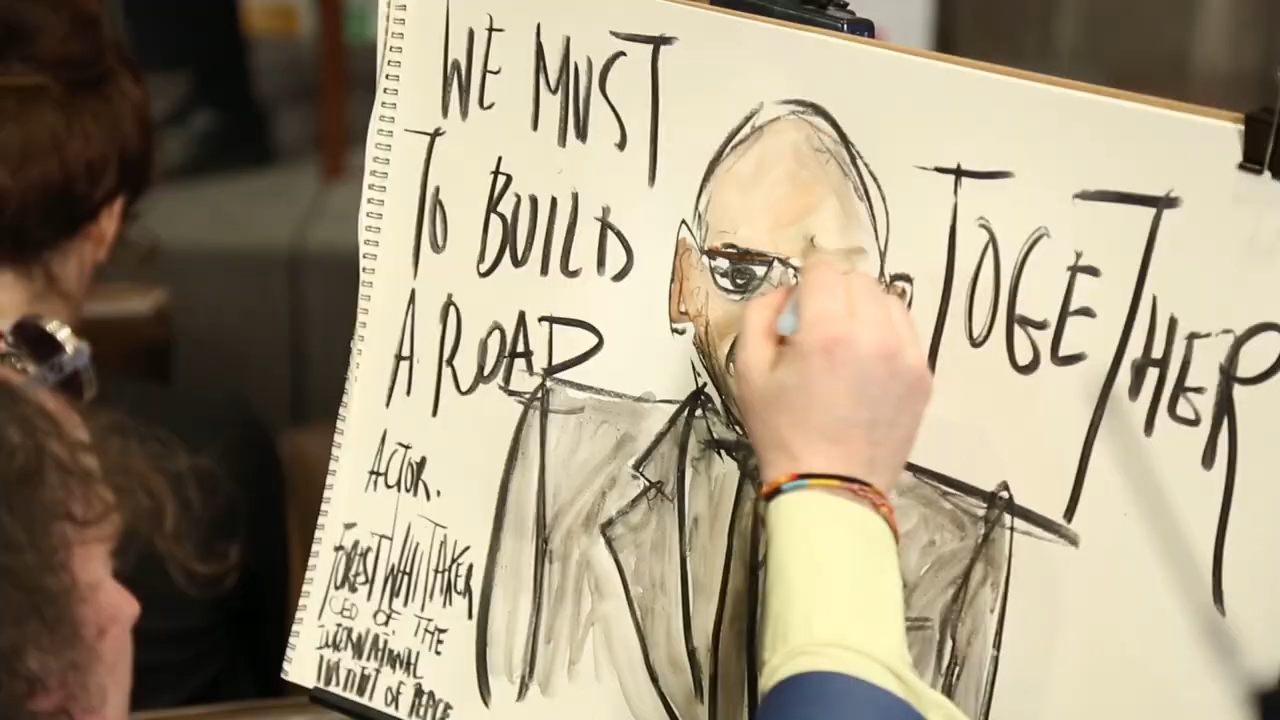 WE MUST
TO BUILD
A ROAD
TOGETHER
ACTOR.
FOREST WHITAKER
CEO OF THE
INTERNATIONAL
INSTITUT OF PEACE